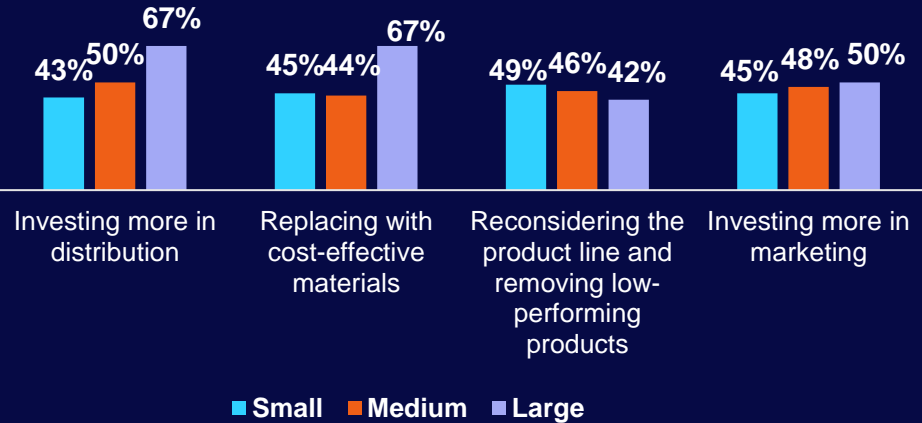 43% 50% 67%
45% 44% 67%
49% 46% 42%
45% 48% 50%
Investing more in
distribution
Replacing with
cost-effective
materials
Reconsidering the
product line and
removing low-
performing
products
Investing more in
marketing
Small Medium Large